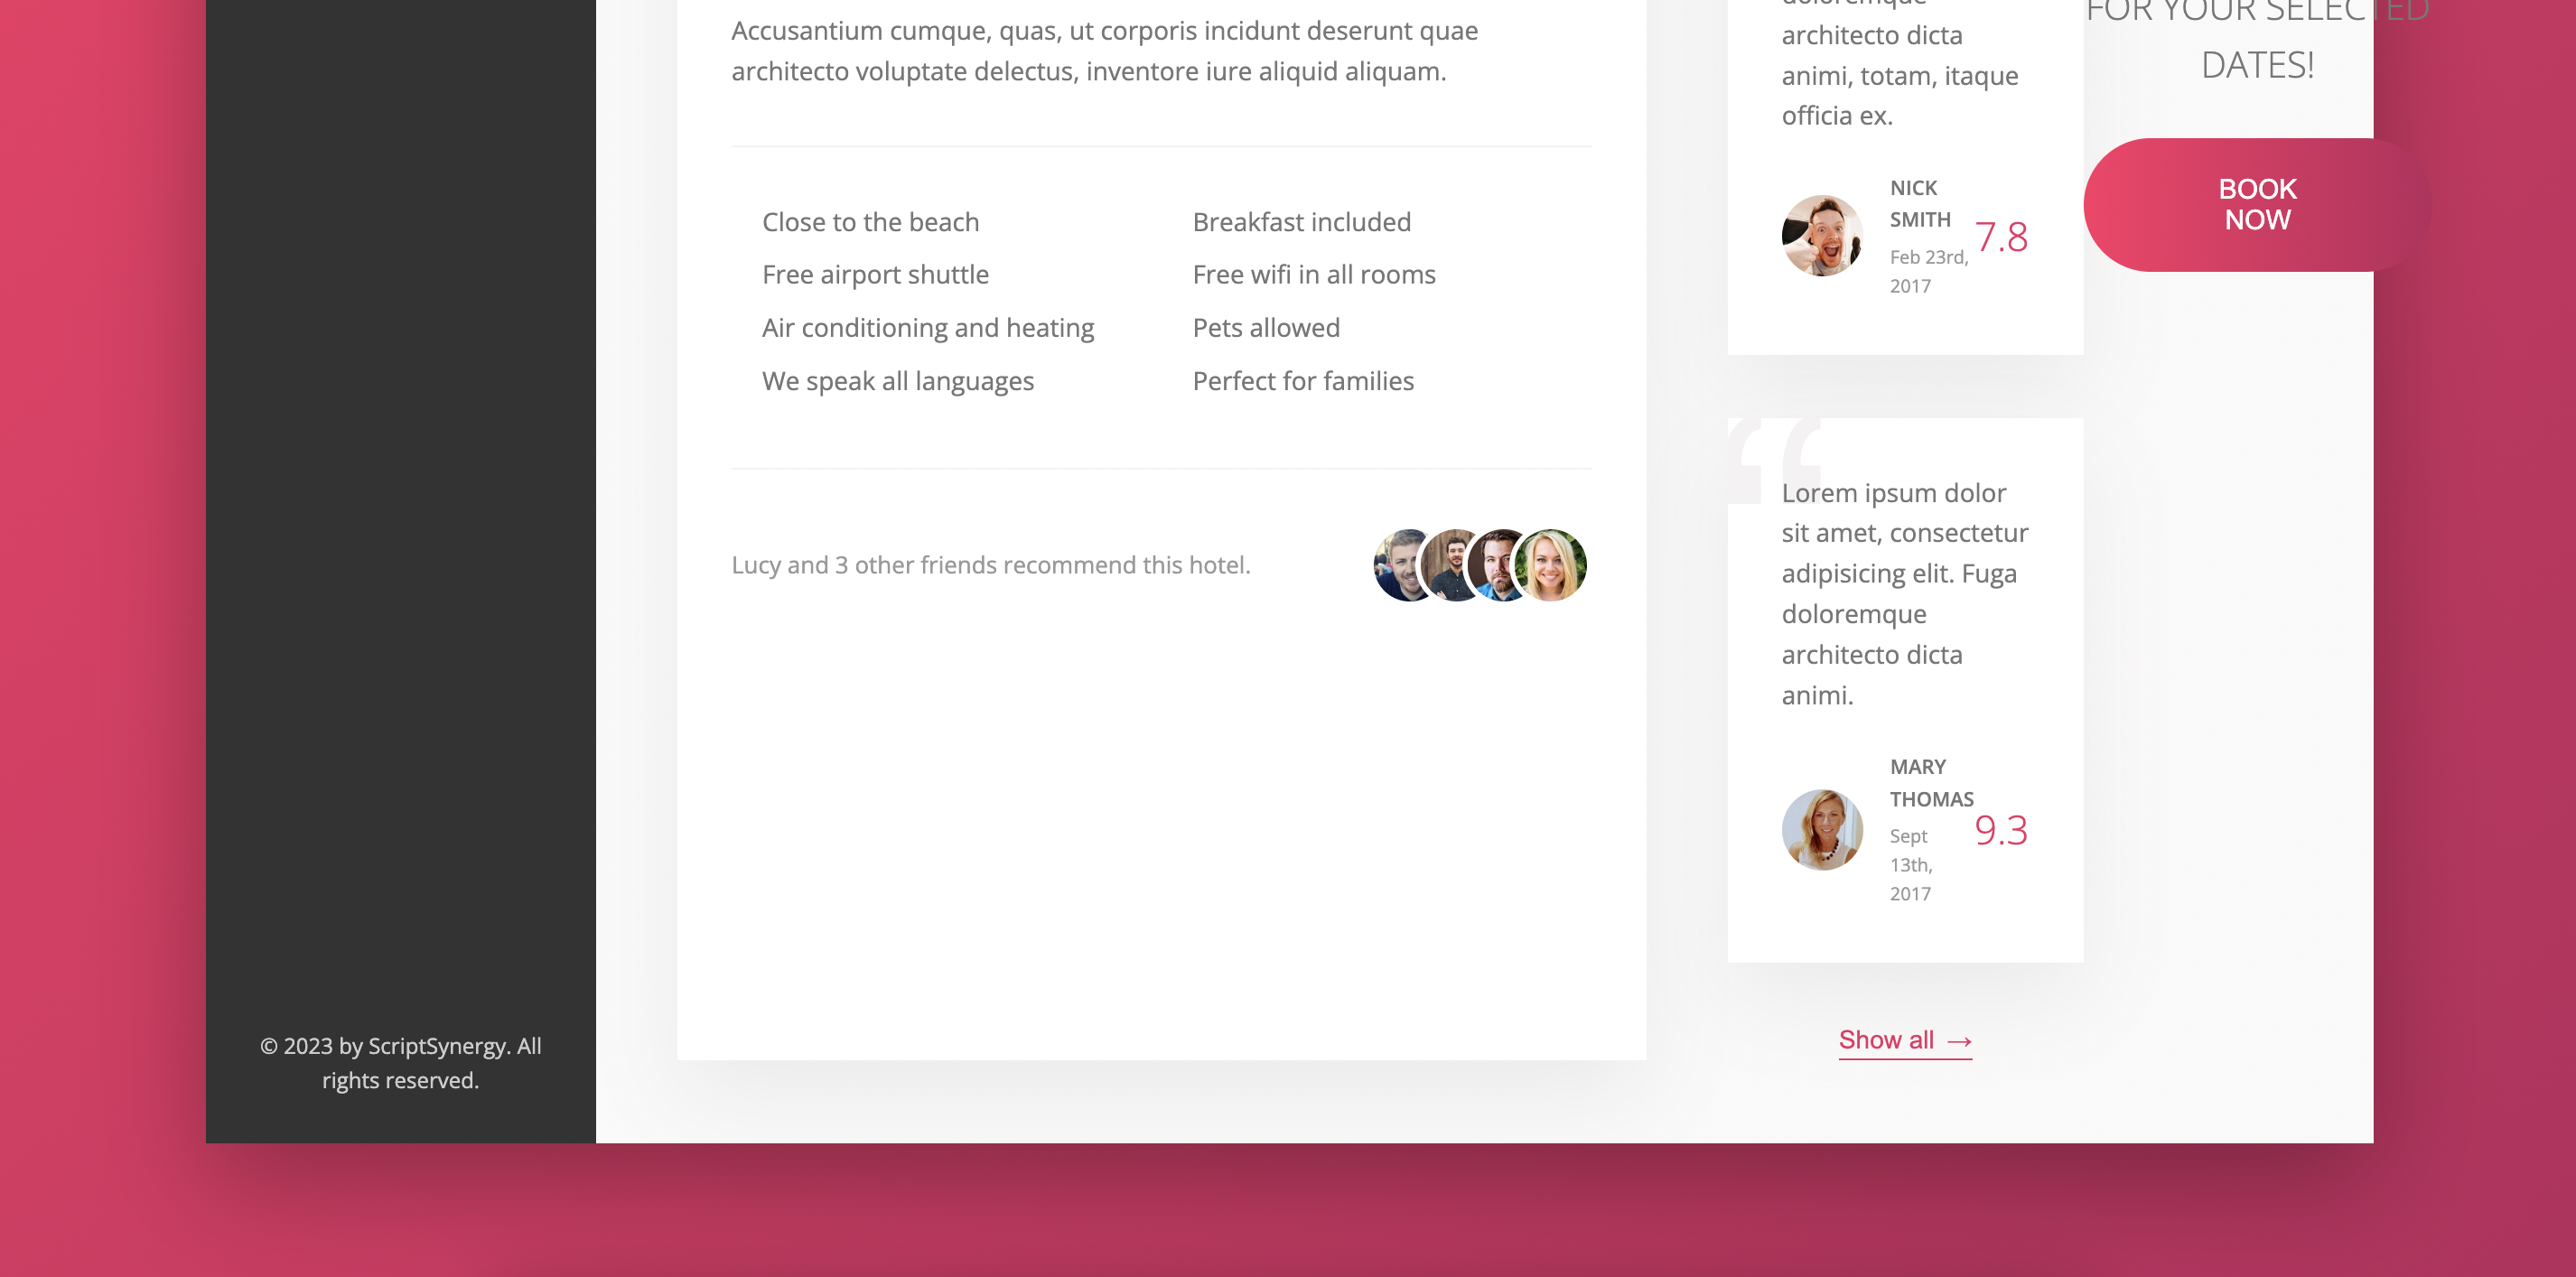 Accusantium cumque, quas, ut corporis incidunt deserunt quae
architecto voluptate delectus, inventore iure aliquid aliquam.
Close to the beach
Breakfast included
Free airport shuttle
Free wifi in all rooms
Air conditioning and heating
Pets allowed
We speak all languages
Perfect for families
Lucy and 3 other friends recommend this hotel.
doloremque
architecto dicta
animi, totam, itaque
officia ex.
NICK
SMITH
Feb 23rd,
2017
7.8
“
Lorem ipsum dolor
sit amet, consectetur
adipisicing elit. Fuga
doloremque
architecto dicta
animi.
MARY
THOMAS
Sept
13th,
2017
9.3
Show all →
FOR YOUR SELECTED
DATES!
BOOK
NOW
© 2023 by ScriptSynergy. All
rights reserved.